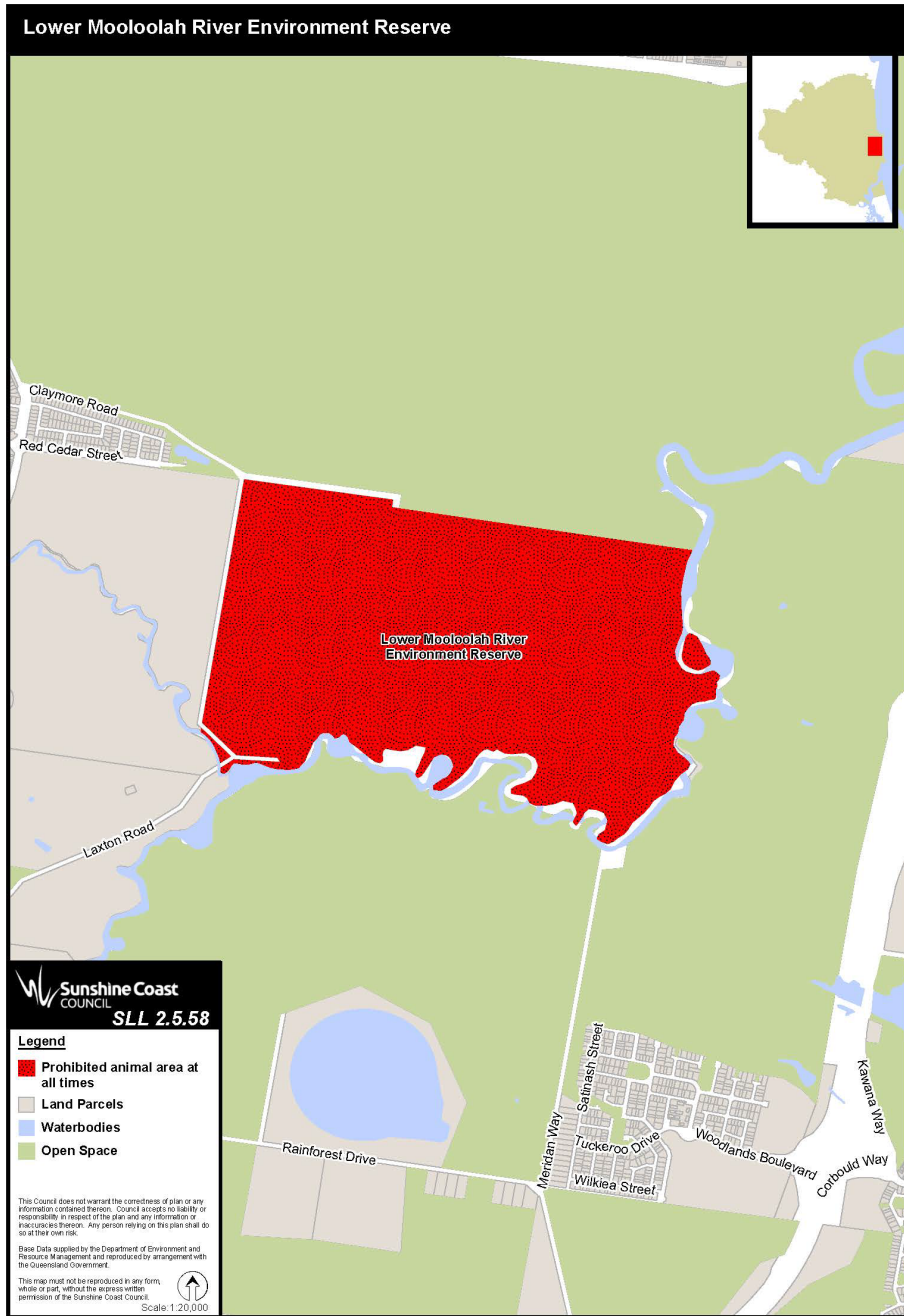 Lower Mooloolah River Environment Reserve
Claymore Road
Red Cedar Street
Lower Mooloolah River
Environment Reserve
Laxton Road
Sunshine Coast
COUNCIL
SLL 2.5.58
Legend
Prohibited animal area at
all times
Land Parcels
Waterbodies
Open Space
This Council does not warrant the correctness of plan or any
information contained thereon. Council accepts no liability or
responsibility in respect of the plan and any information or
inaccuracies thereon. Any person relying on this plan shall do
so at their own risk.
Base Data supplied by the Department of Environment and
Resource Management and reproduced by arrangement with
the Queensland Government.
This map must not be reproduced in any form,
whole or part, without the express written
permission of the Sunshine Coast Council.
Scale: 1:20,000
Rainforest Drive
Meridan Way
Satinash Street
Tuckeroo Drive
Wilkiea Street
Woodlands Boulevard
Corbould Way
Kawana Way